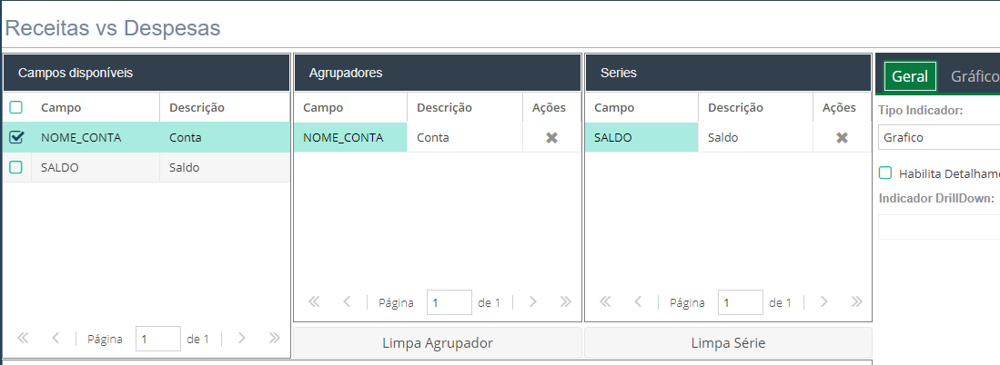 Receitas vs Despesas
Campos disponíveis
Campo Descrição
NOME_CONTA Conta
SALDO Saldo
Página 1 de 1
Agrupadores
Campo Descrição Ações
NOME_CONTA Conta
Página 1 de 1
Limpa Agrupador
Series
Campo Descrição Ações
SALDO Saldo
Página 1 de 1
Limpa Série
Geral Gráfico
Tipo Indicador:
Grafico
Habilita Detalhame
Indicador DrillDown: